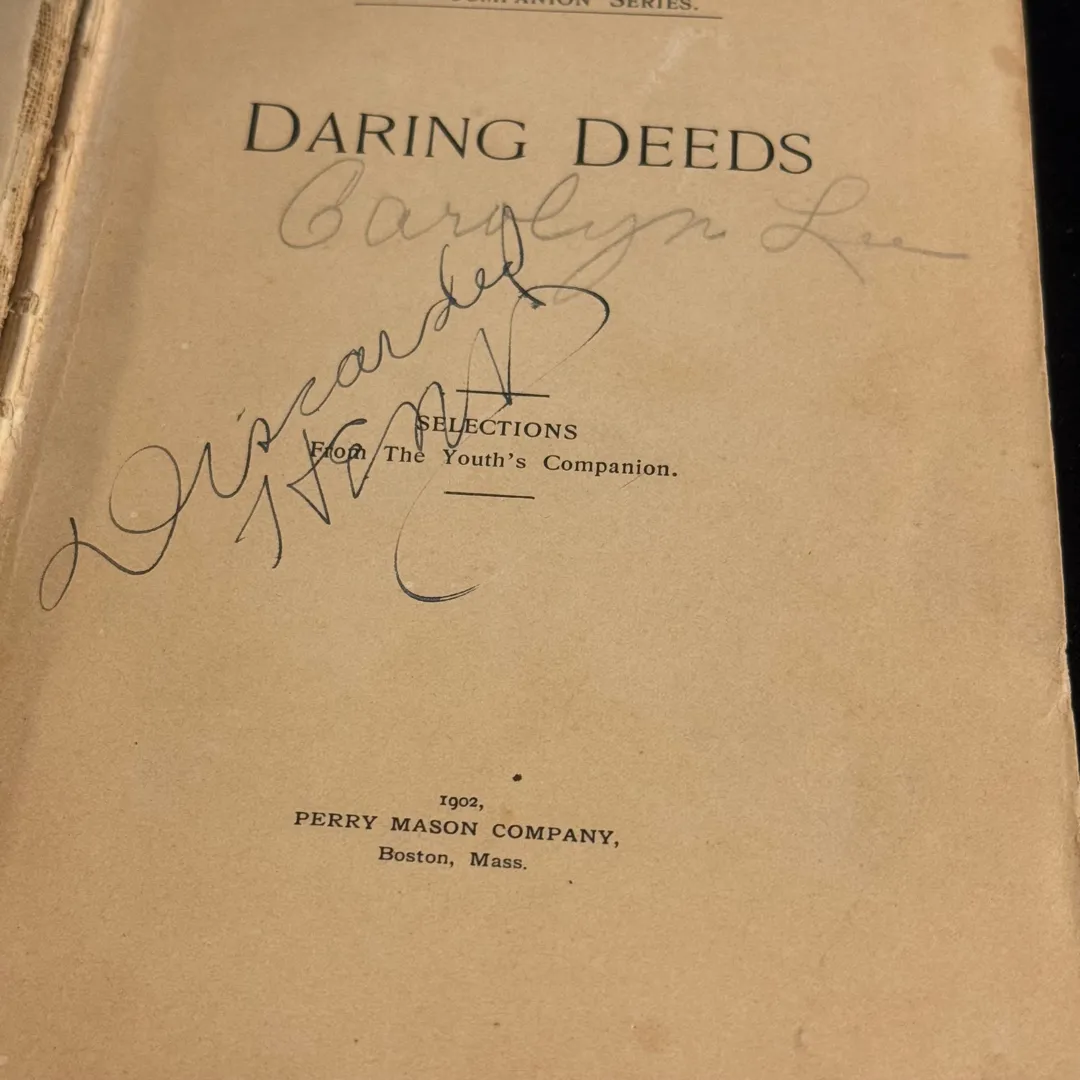 Companion Series.
DARING DEEDS
Carolyn Lee
Discarded
SELECTIONS
From The Youth's Companion.
1902,
PERRY MASON COMPANY,
Boston, Mass.